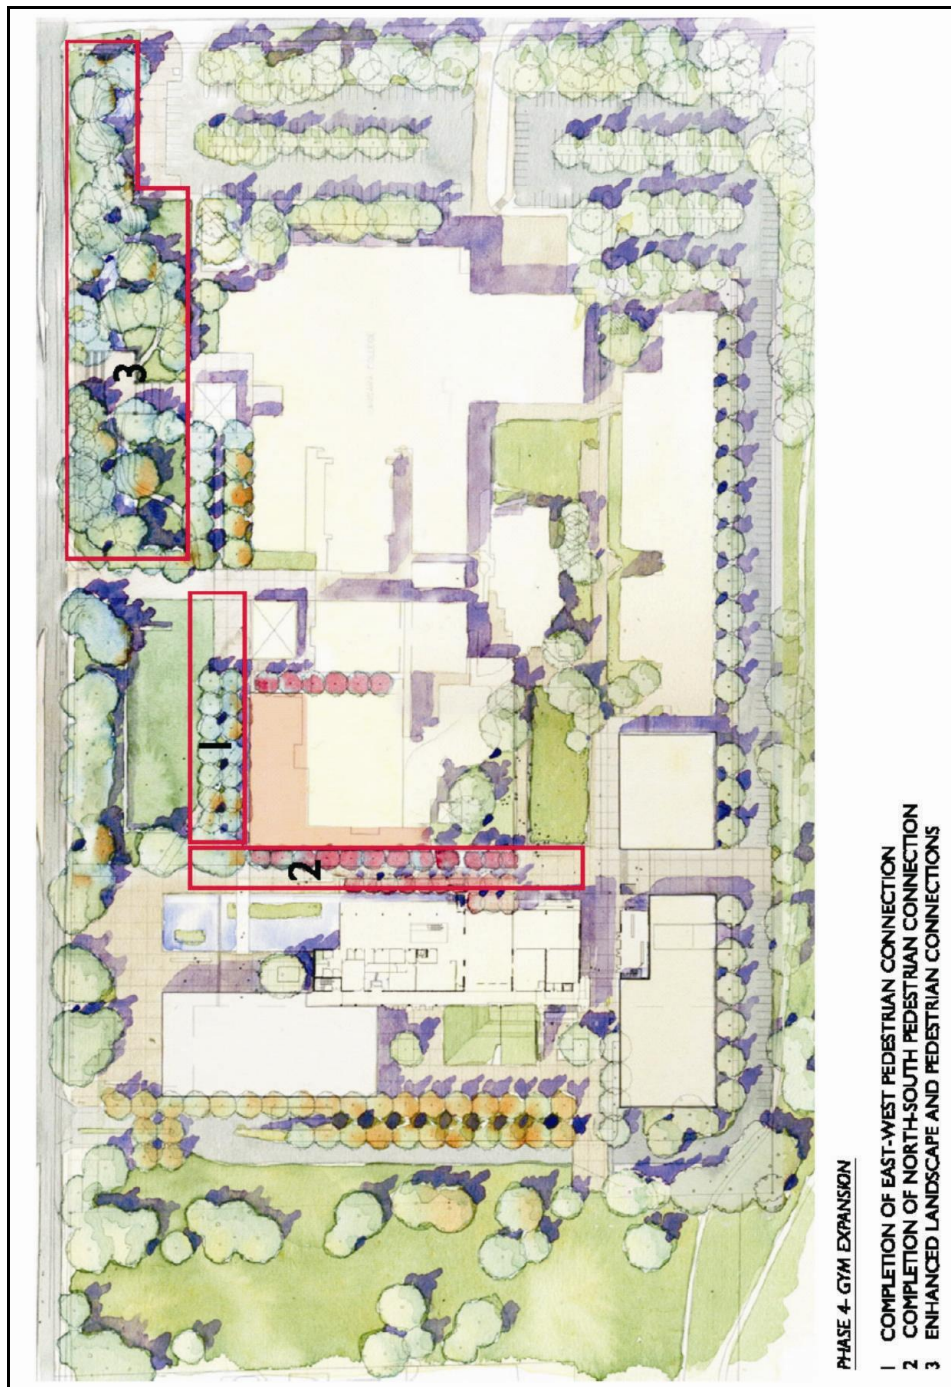 3
1
2
PHASE 4- GYM EXPANSION
1 COMPLETION OF EAST-WEST PEDESTRIAN CONNECTION
2 COMPLETION OF NORTH-SOUTH PEDESTRIAN CONNECTION
3 ENHANCED LANDSCAPE AND PEDESTRIAN CONNECTIONS